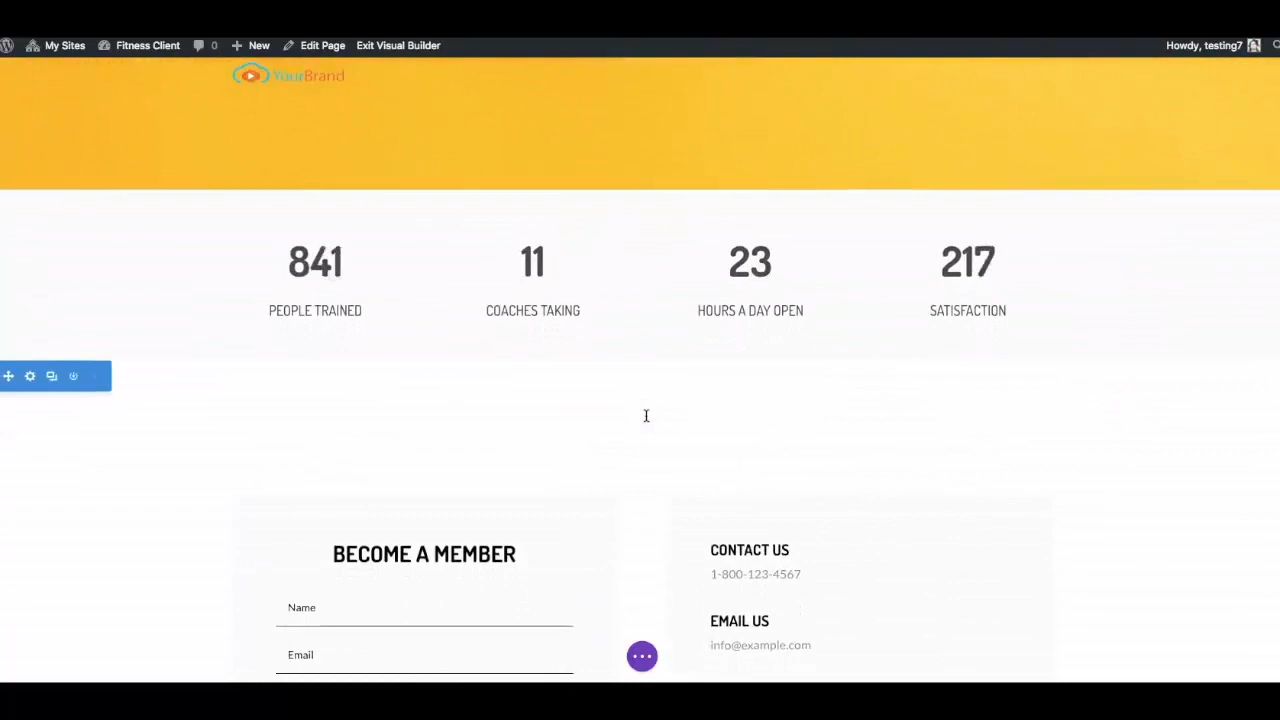 My Sites Fitness Client 0 New Edit Page Exit Visual Builder Howdy, testing7
YourBrand
841 11 23 217
PEOPLE TRAINED COACHES TAKING HOURS A DAY OPEN SATISFACTION
BECOME A MEMBER
Name
Email
CONTACT US
1-800-123-4567
EMAIL US
info@example.com